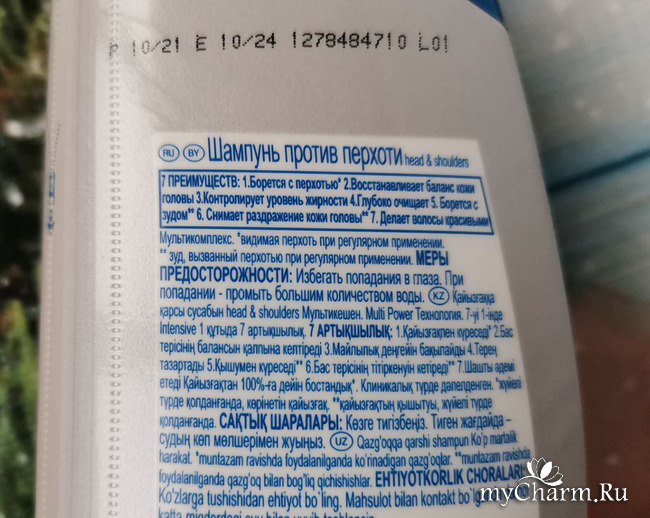 P 10/21 E 10/24 1278484710 L01
RU BY Шампунь против перхоти head & shoulders
7 ПРЕИМУЩЕСТВ: 1.Борется с перхотью* 2.Восстанавливает баланс кожи
головы 3.Контролирует уровень жирности 4.Глубоко очищает 5. Борется с
зудом** 6. Снимает раздражение кожи головы** 7. Делает волосы красивыми
Мультикомплекс. *видимая перхоть при регулярном применении.
** зуд, вызванный перхотью при регулярном применении. МЕРЫ
ПРЕДОСТОРОЖНОСТИ: Избегать попадания в глаза. При
попадании - промыть большим количеством воды. KZ Қайызғаққа
қарсы сусабын head & shoulders Мультикешен. Multi Power Технология. 7-уі 1-інде
Intensive 1 құтыда 7 артықшылық. 7 АРТЫҚШЫЛЫҚ: 1.Қайызғақпен күреседі* 2.Бас
терісінің балансын қалпына келтіреді 3.Майлылық деңгейін бақылайды 4.Терең
тазартады 5.Қышумен күреседі** 6.Бас терісінің тітіркенуін кетіреді** 7.Шашты әдемі
етеді Қайызғақтан 100%-ға дейін бостандық*. Клиникалық түрде дәлелденген. *жүйелі
түрде қолданғанда, көрінетін қайызғақ. **қайызғақтың қышытуы, жүйелі түрде
қолданғанда. САҚТЫҚ ШАРАЛАРЫ: Көзге тигізбеңіз. Тиген жағдайда –
судың көп мөлшерімен жуыңыз. UZ Qazg'oqqa qarshi shampun Ko'p martalik
harakat. *muntazam ravishda foydalanilganda ko'rinadigan qazg'oqlar. **muntazam ravishda
foydalanilganda qazg'oq bilan bog'liq qichishishlar. EHTIYOTKORLIK CHORALARI:
Ko'zlarga tushishidan ehtiyot bo'ling. Mahsulot bilan kontakt bo'lg
katta miqdordagi suv bilan
myCharm.Ru